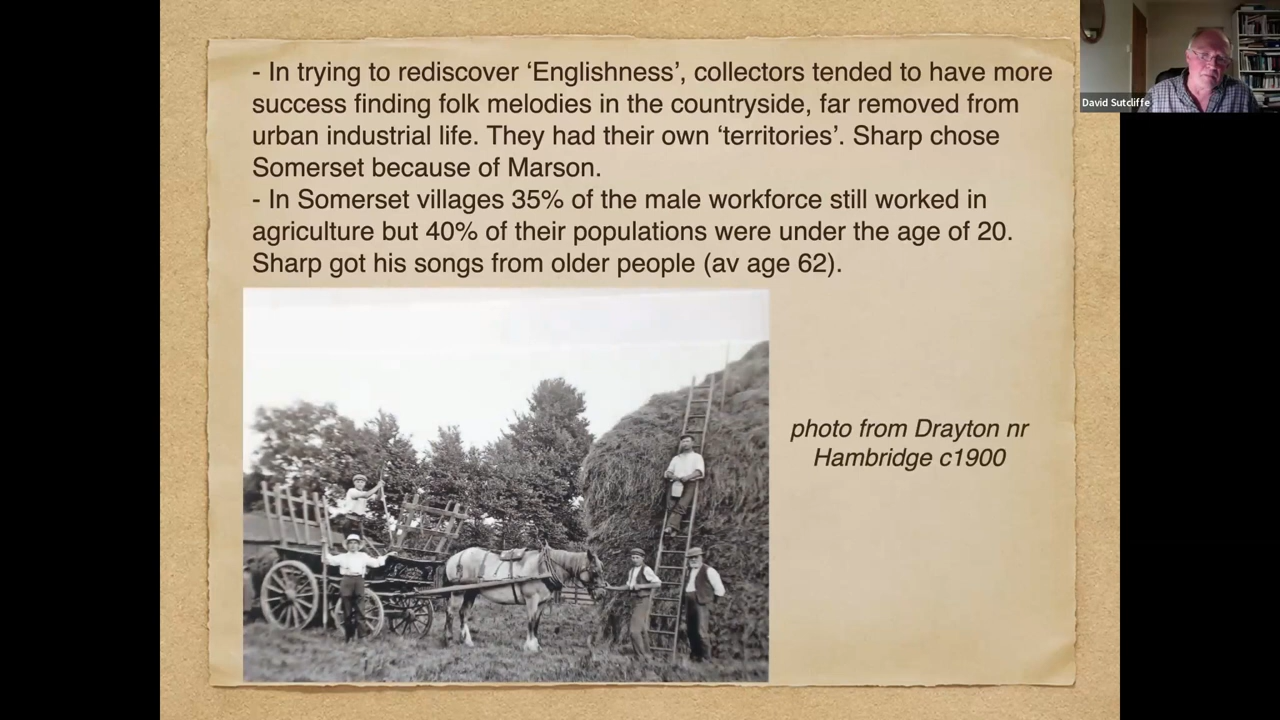 - In trying to rediscover ‘Englishness’, collectors tended to have more
success finding folk melodies in the countryside, far removed from
urban industrial life. They had their own ‘territories’. Sharp chose
Somerset because of Marson.
- In Somerset villages 35% of the male workforce still worked in
agriculture but 40% of their populations were under the age of 20.
Sharp got his songs from older people (av age 62).
photo from Drayton nr
Hambridge c1900
David Sutcliffe